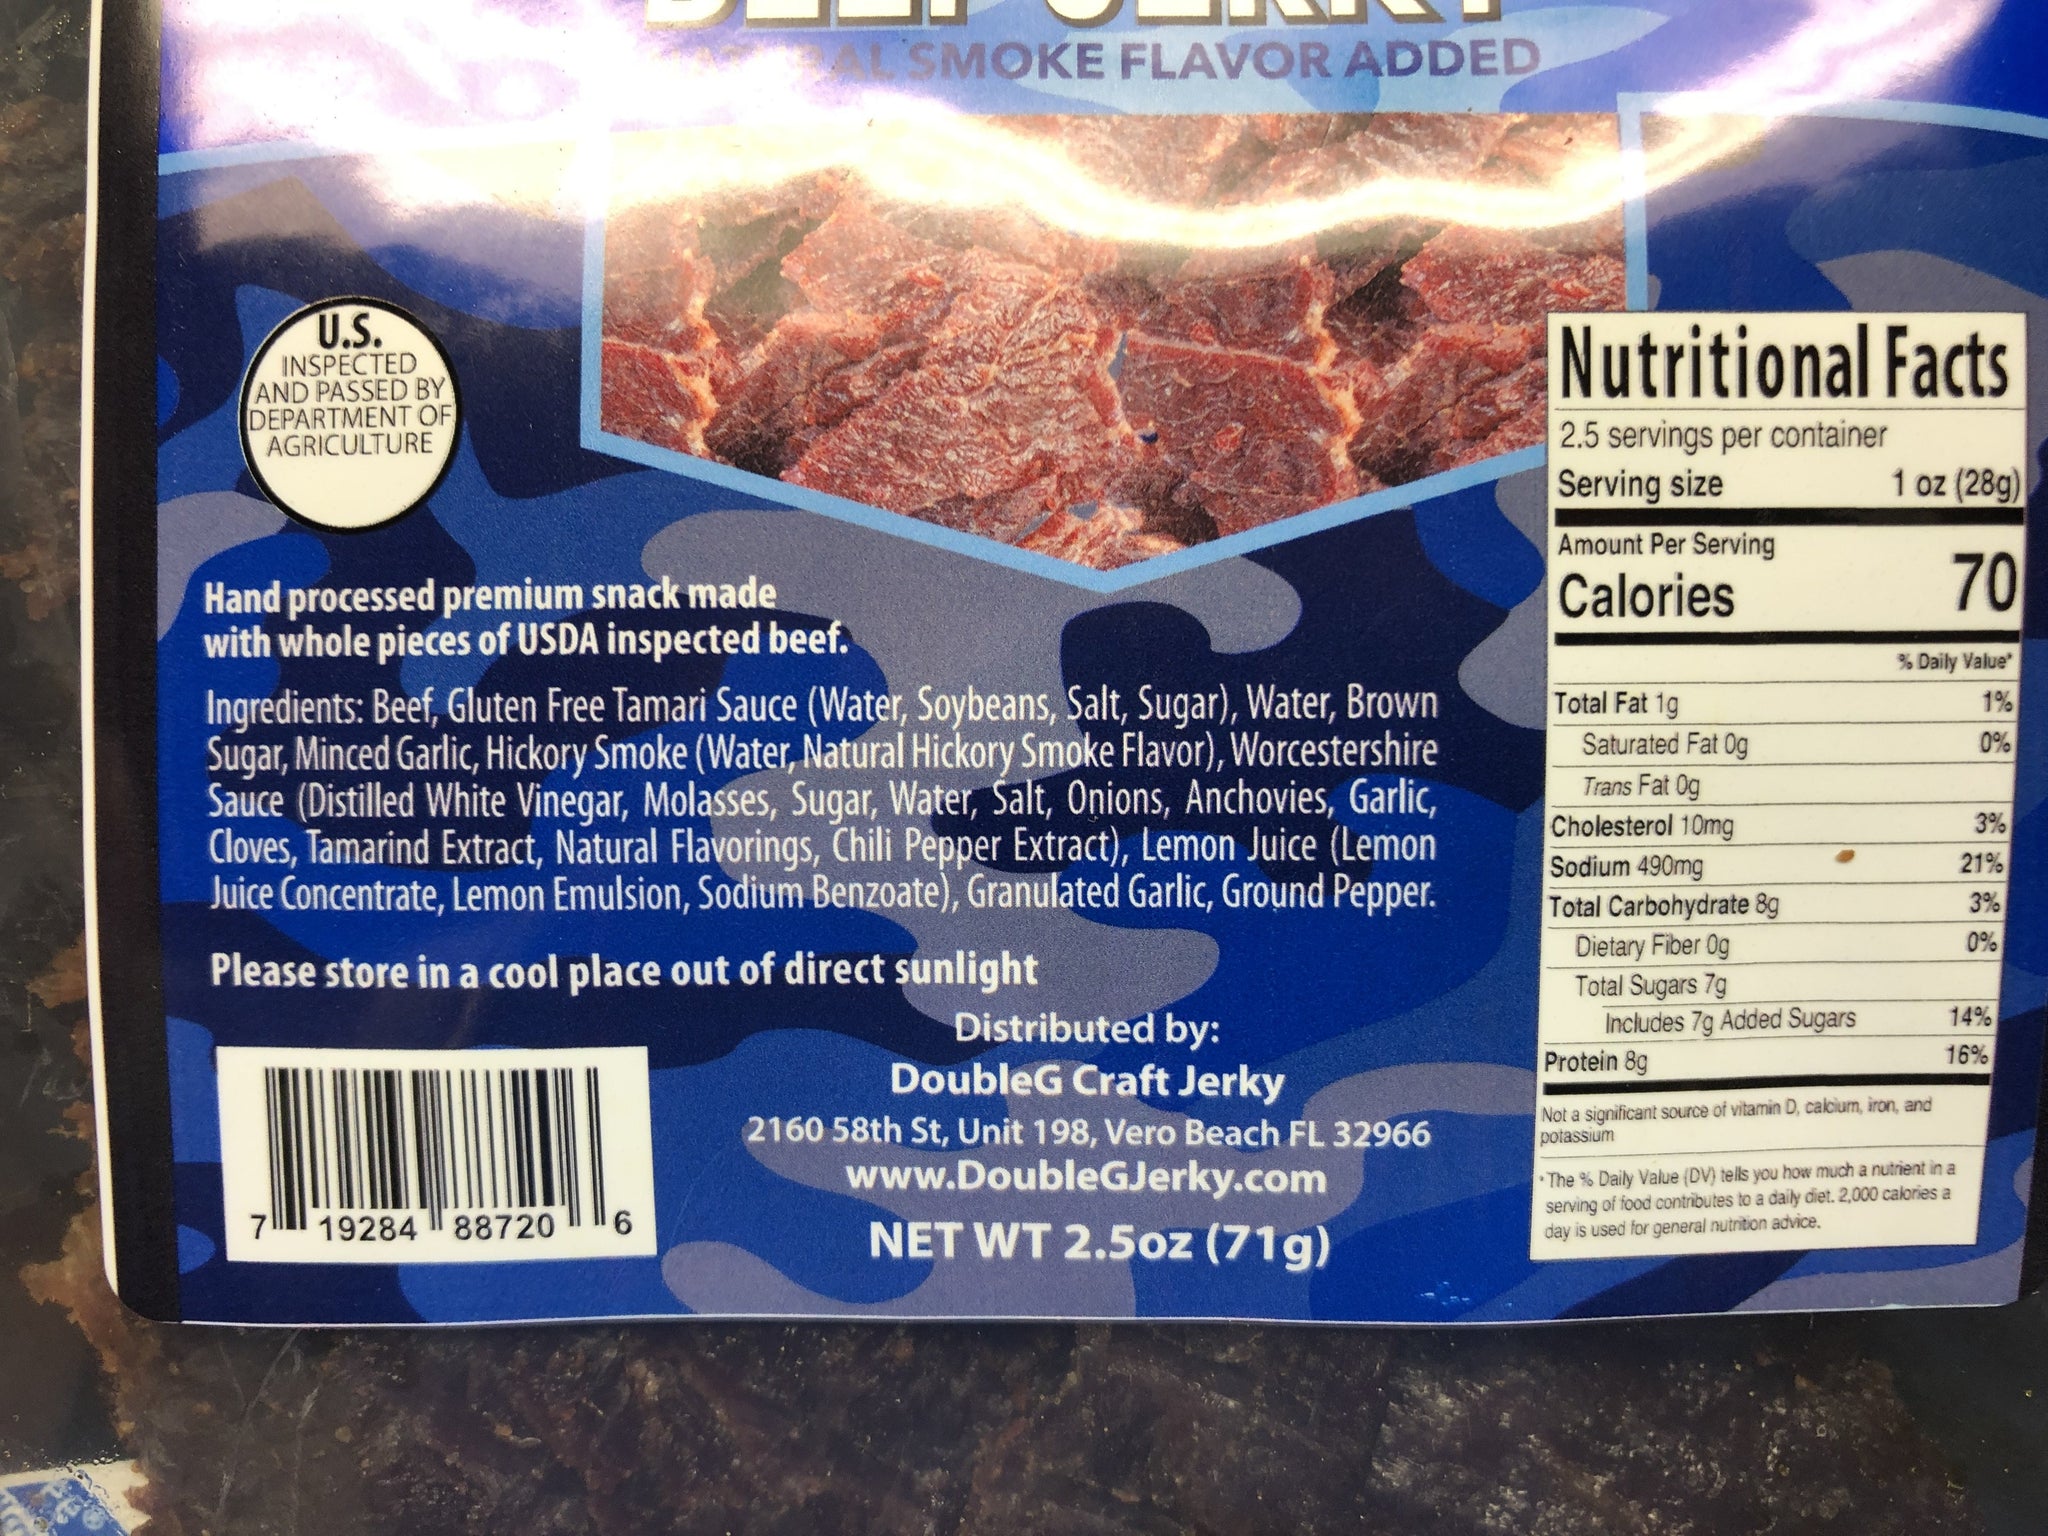 BEEF JERKY
NATURAL SMOKE FLAVOR ADDED
U.S.
INSPECTED
AND PASSED BY
DEPARTMENT OF
AGRICULTURE
Hand processed premium snack made
with whole pieces of USDA inspected beef.
Ingredients: Beef, Gluten Free Tamari Sauce (Water, Soybeans, Salt, Sugar), Water, Brown
Sugar, Minced Garlic, Hickory Smoke (Water, Natural Hickory Smoke Flavor), Worcestershire
Sauce (Distilled White Vinegar, Molasses, Sugar, Water, Salt, Onions, Anchovies, Garlic,
Cloves, Tamarind Extract, Natural Flavorings, Chili Pepper Extract), Lemon Juice (Lemon
Juice Concentrate, Lemon Emulsion, Sodium Benzoate), Granulated Garlic, Ground Pepper.
Please store in a cool place out of direct sunlight
Distributed by:
DoubleG Craft Jerky
2160 58th St, Unit 198, Vero Beach FL 32966
www.DoubleGJerky.com
NET WT 2.5oz (71g)
7 19284 88720 6
Nutritional Facts
2.5 servings per container
Serving size 1 oz (28g)
Amount Per Serving
Calories 70
% Daily Value*
Total Fat 1g 1%
Saturated Fat 0g 0%
Trans Fat 0g
Cholesterol 10mg 3%
Sodium 490mg 21%
Total Carbohydrate 8g 3%
Dietary Fiber 0g 0%
Total Sugars 7g
Includes 7g Added Sugars 14%
Protein 8g 16%
Not a significant source of vitamin D, calcium, iron, and
potassium
*The % Daily Value (DV) tells you how much a nutrient in a
serving of food contributes to a daily diet. 2,000 calories a
day is used for general nutrition advice.